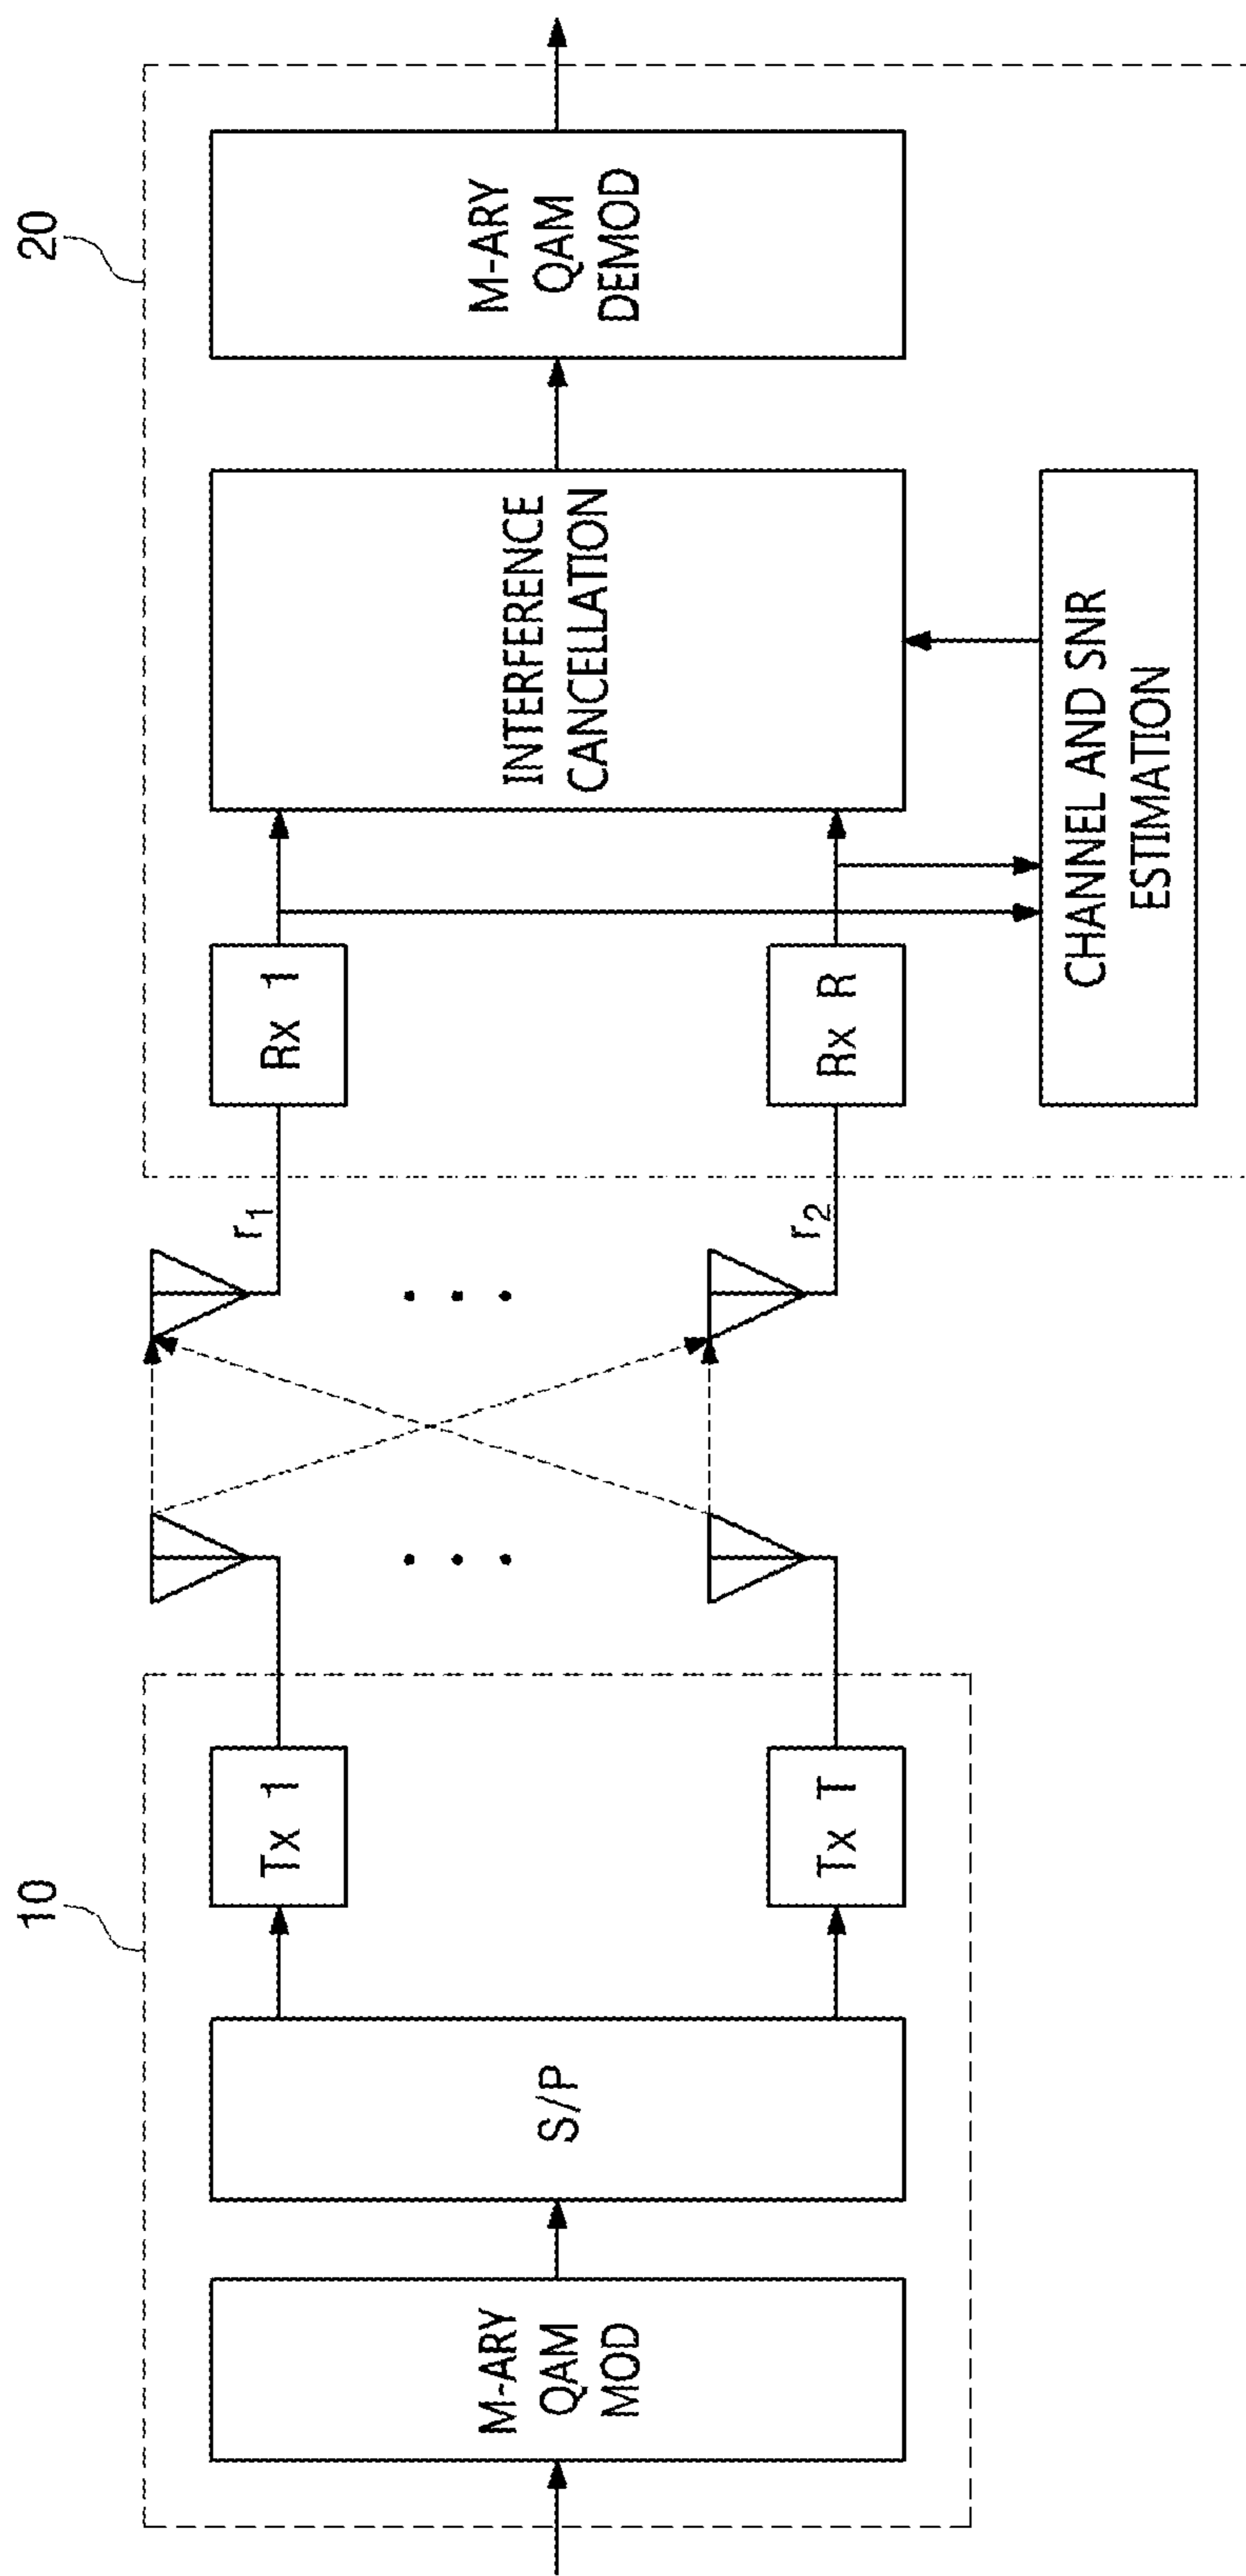 10
M-ARY
QAM
MOD
S/P
Tx 1
Tx T
r1
r2
20
Rx 1
Rx R
INTERFERENCE
CANCELLATION
CHANNEL AND SNR
ESTIMATION
M-ARY
QAM
DEMOD